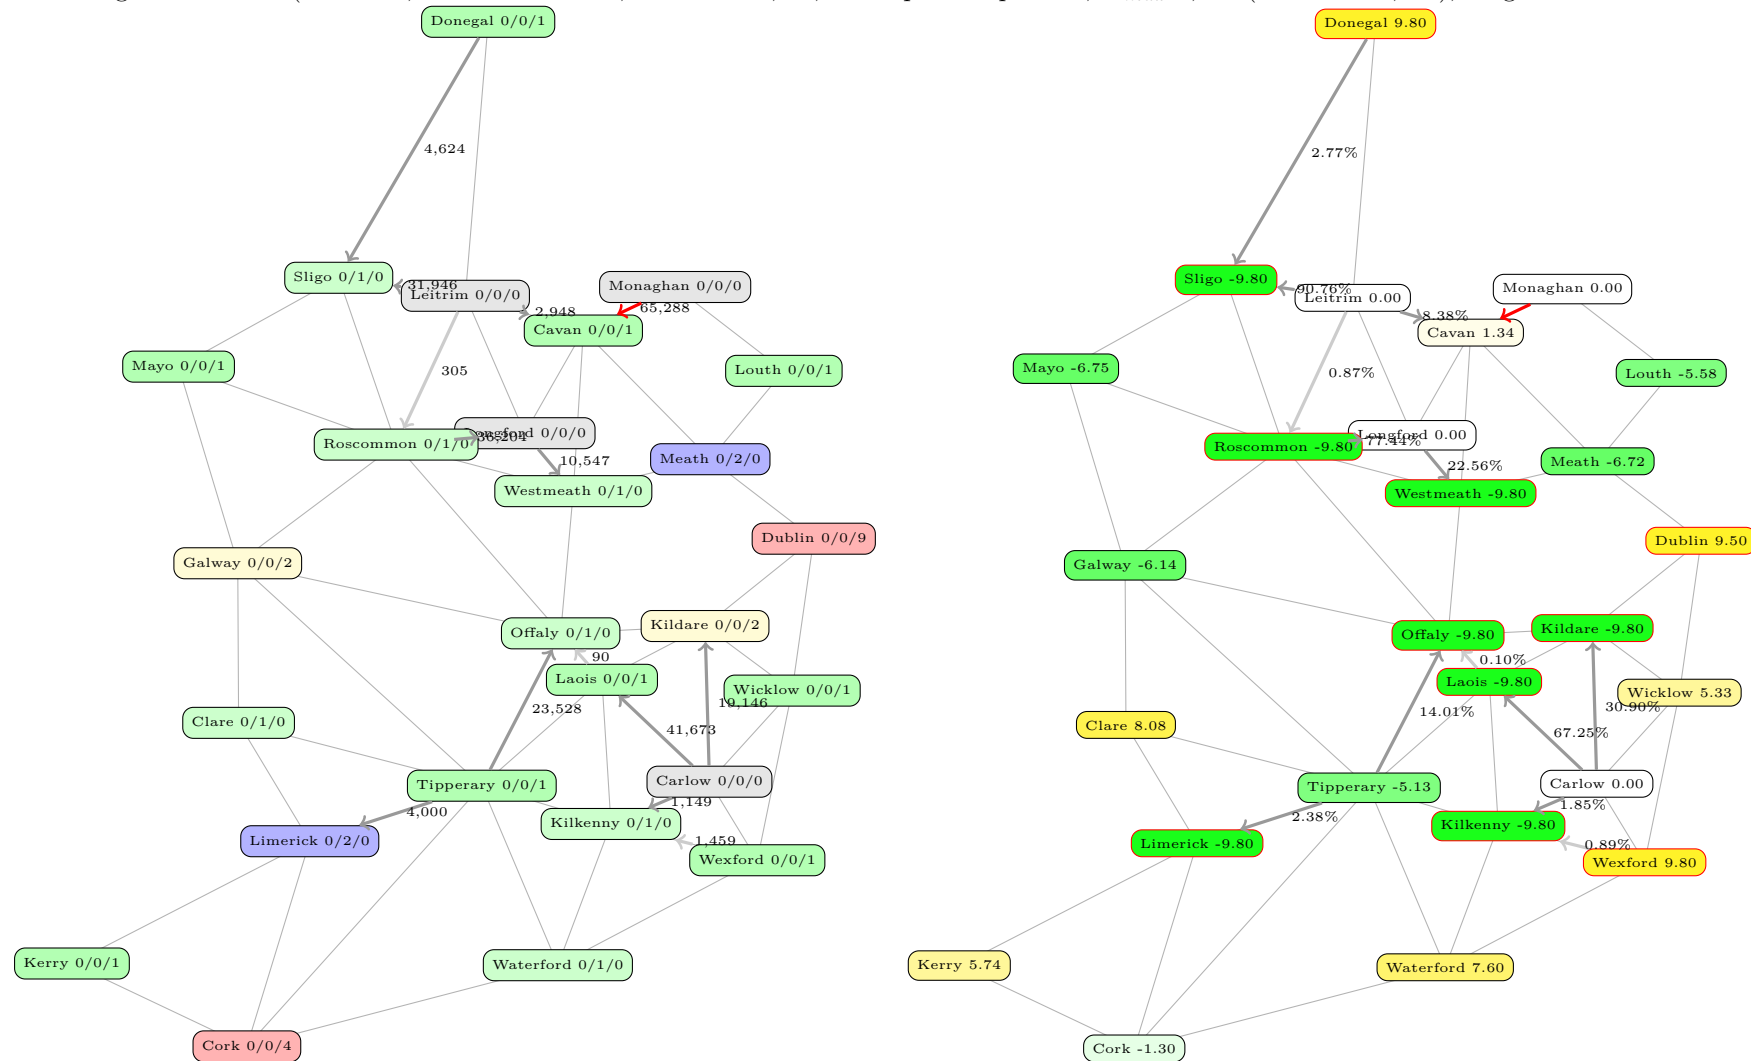 Donegal 0/0/1
4,624
Sligo 0/1/0
31,946
Leitrim 0/0/0
Monaghan 0/0/0
2,948
65,288
Cavan 0/0/1
Mayo 0/0/1
305
Louth 0/0/1
Roscommon 0/1/0
36,204
Longford 0/0/0
10,547
Meath 0/2/0
Westmeath 0/1/0
Dublin 0/0/9
Galway 0/0/2
Offaly 0/1/0
Kildare 0/0/2
90
Laois 0/0/1
Wicklow 0/0/1
19,146
23,528
Clare 0/1/0
41,673
Tipperary 0/0/1
Carlow 0/0/0
4,000
1,149
Kilkenny 0/1/0
Limerick 0/2/0
1,459
Wexford 0/0/1
Kerry 0/0/1
Waterford 0/1/0
Cork 0/0/4
Donegal 9.80
2.77%
Sligo -9.80
90.76%
Leitrim 0.00
Monaghan 0.00
8.38%
Cavan 1.34
Mayo -6.75
0.87%
Louth -5.58
Roscommon -9.80
77.44%
Longford 0.00
22.56%
Meath -6.72
Westmeath -9.80
Dublin 9.50
Galway -6.14
Offaly -9.80
Kildare -9.80
0.10%
Laois -9.80
Wicklow 5.33
30.90%
14.01%
Clare 8.08
67.25%
Tipperary -5.13
Carlow 0.00
2.38%
1.85%
Kilkenny -9.80
Limerick -9.80
0.89%
Wexford 9.80
Kerry 5.74
Waterford 7.60
Cork -1.30